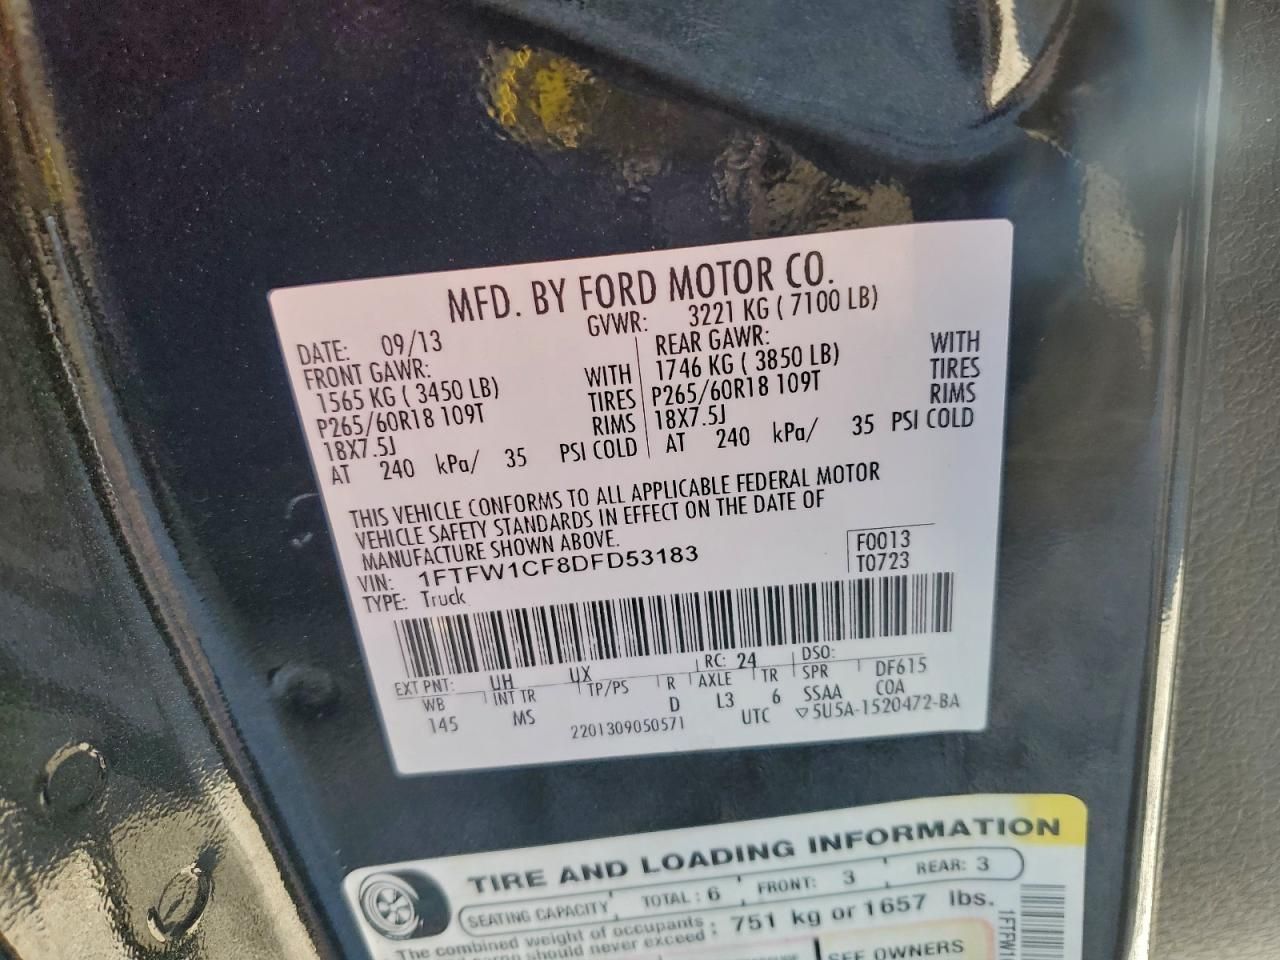 MFD. BY FORD MOTOR CO.
DATE: 09/13 GVWR: 3221 KG ( 7100 LB)
FRONT GAWR: REAR GAWR:
1565 KG ( 3450 LB) WITH 1746 KG ( 3850 LB) WITH
P265/60R18 109T TIRES P265/60R18 109T TIRES
18X7.5J RIMS 18X7.5J RIMS
AT 240 kPa/ 35 PSI COLD AT 240 kPa/ 35 PSI COLD
THIS VEHICLE CONFORMS TO ALL APPLICABLE FEDERAL MOTOR
VEHICLE SAFETY STANDARDS IN EFFECT ON THE DATE OF
MANUFACTURE SHOWN ABOVE.
VIN: 1FTFW1CF8DFD53183 F0013
TYPE: Truck T0723
EXT PNT: UH UX RC: 24 DSO:
WB INT TR TP/PS R AXLE TR SPR DF615
145 MS D L3 6 SSAA COA
2201309050571 UTC ▽5U5A-1520472-BA
TIRE AND LOADING INFORMATION
SEATING CAPACITY TOTAL : 6 FRONT: 3 REAR: 3
The combined weight of occupants : 751 kg or 1657 lbs.
should never exceed :
SEE OWNERS
1FTFW1